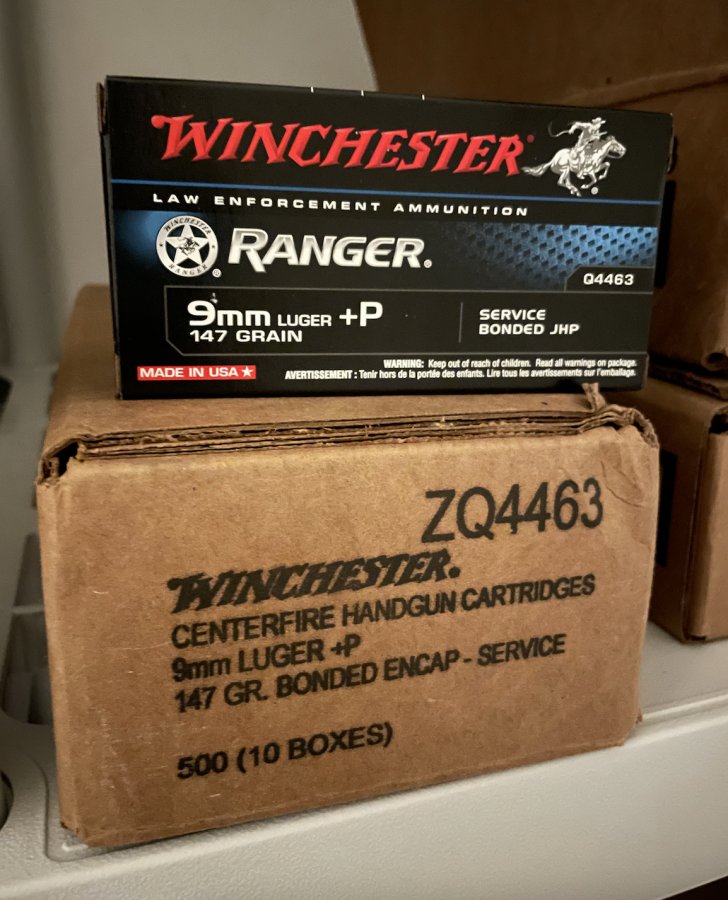 WINCHESTER
LAW ENFORCEMENT AMMUNITION
WINCHESTER
RANGER
RANGER®
Q4463
9mm LUGER +P
147 GRAIN
SERVICE
BONDED JHP
MADE IN USA ★
WARNING: Keep out of reach of children. Read all warnings on package.
AVERTISSEMENT : Tenir hors de la portée des enfants. Lire tous les avertissements sur l'emballage.
ZQ4463
WINCHESTER®
CENTERFIRE HANDGUN CARTRIDGES
9mm LUGER +P
147 GR. BONDED ENCAP - SERVICE
500 (10 BOXES)